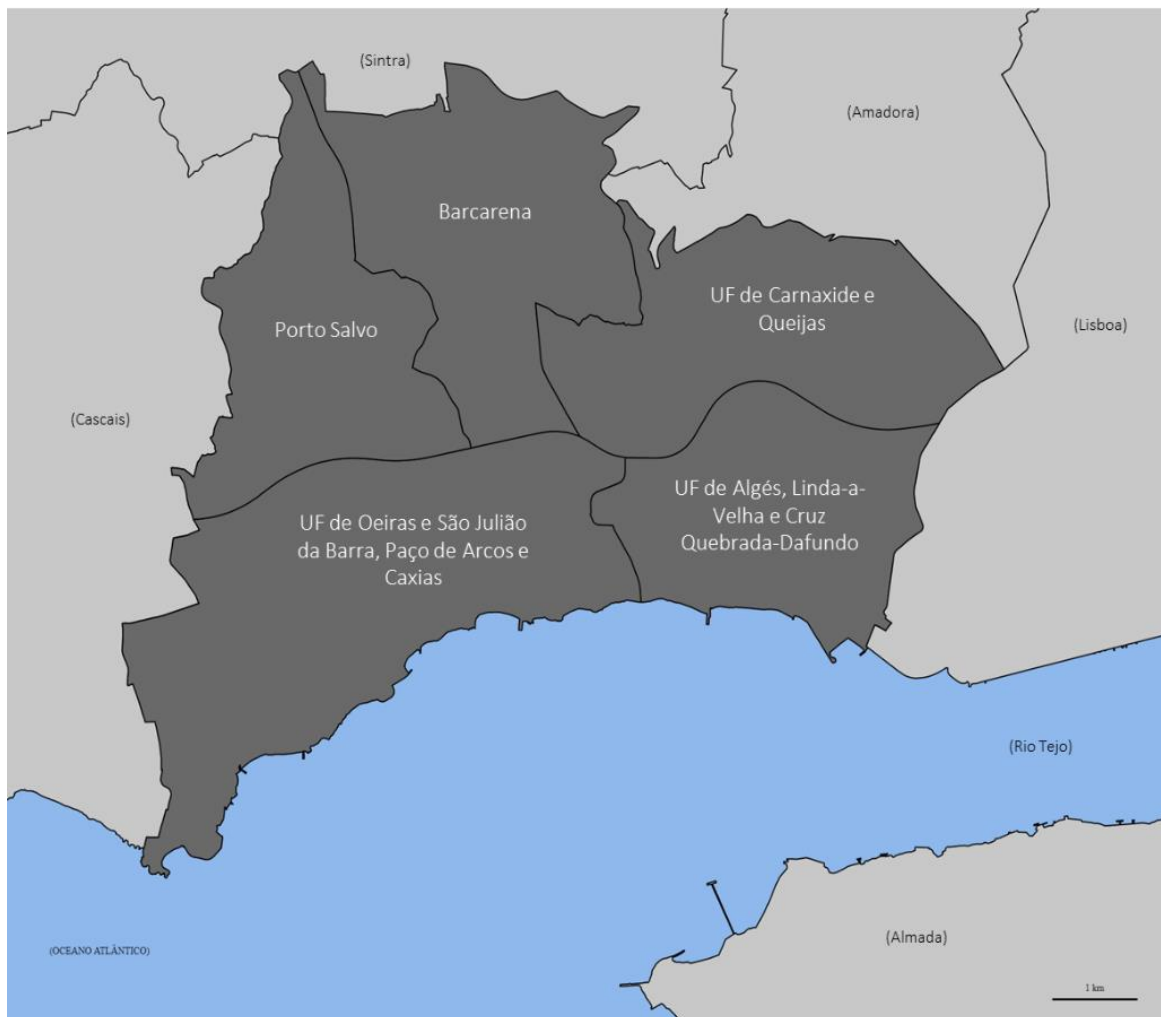 (Sintra)
(Amadora)
Barcarena
UF de Carnaxide e
Queijas
Porto Salvo
(Lisboa)
(Cascais)
UF de Algés, Linda-a-
Velha e Cruz
Quebrada-Dafundo
UF de Oeiras e São Julião
da Barra, Paço de Arcos e
Caxias
(Rio Tejo)
(Almada)
(OCEANO ATLÂNTICO)
1 km